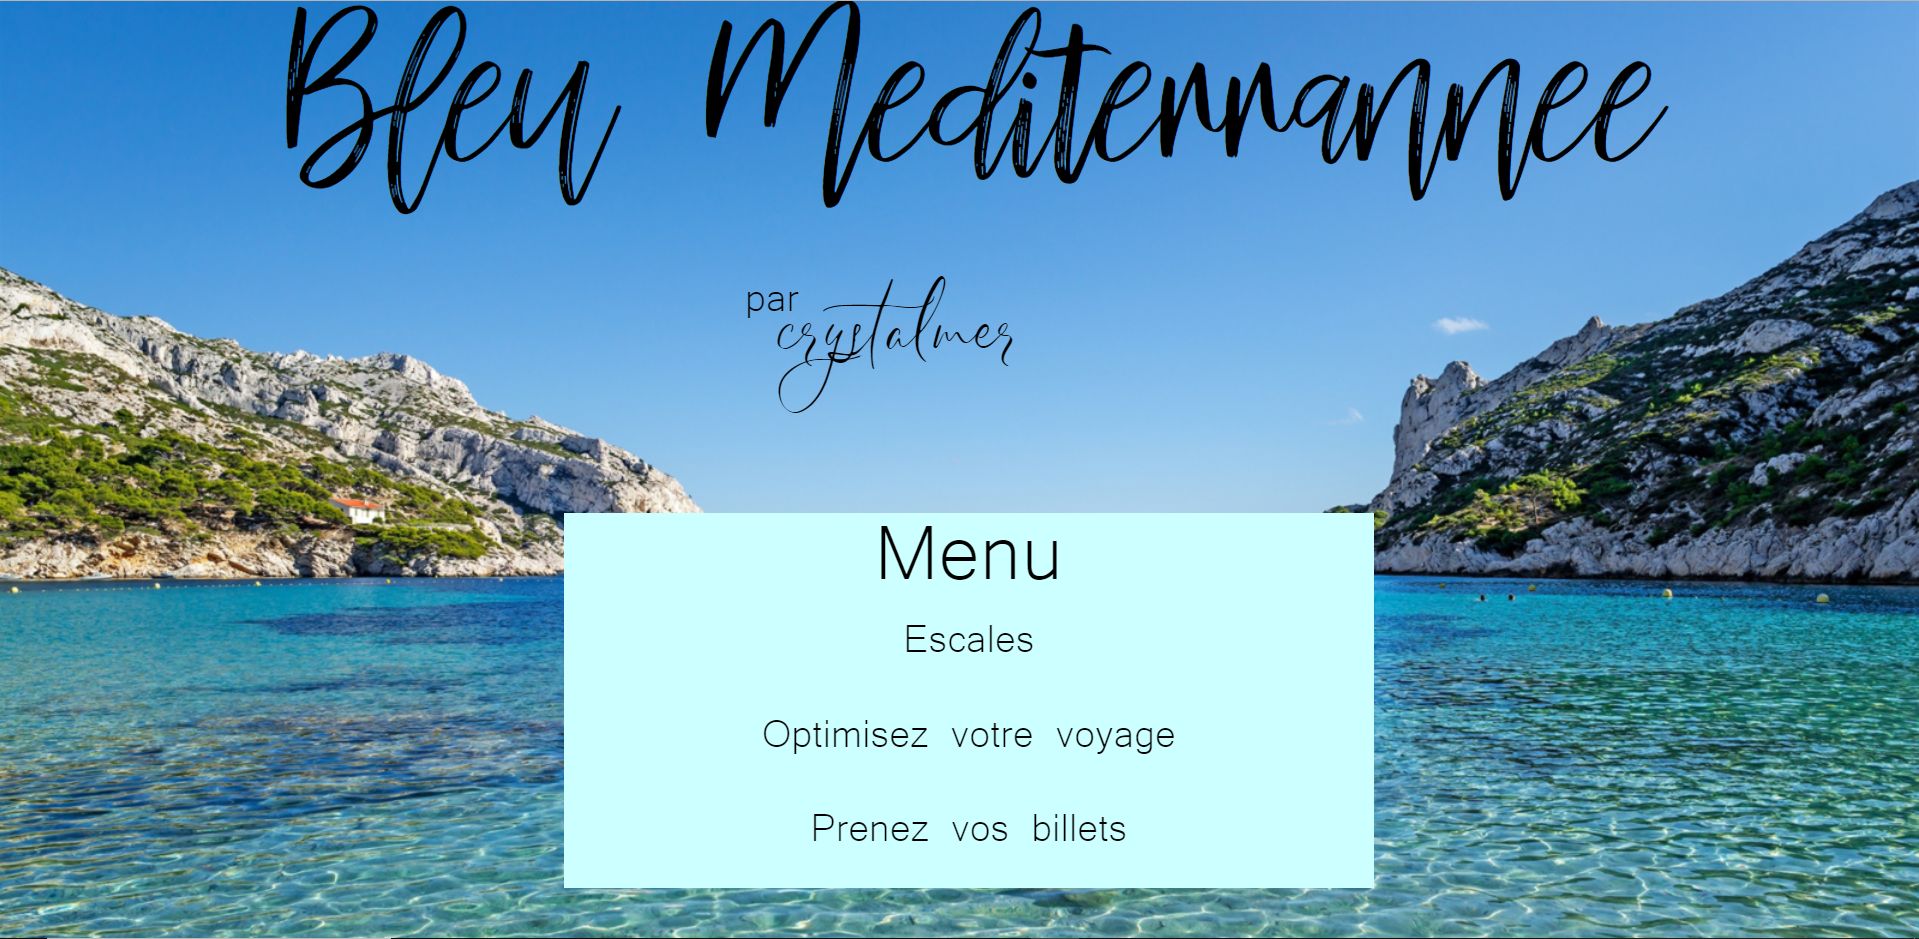 Bleu Mediterrannee
par
crystalmer
Menu
Escales
Optimisez votre voyage
Prenez vos billets